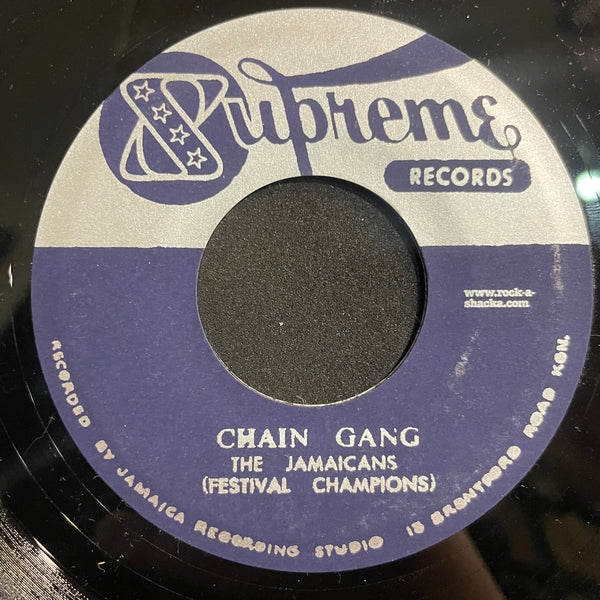 Supreme
RECORDS
www.rock-a-
shacka.com
CHAIN GANG
THE JAMAICANS
(FESTIVAL CHAMPIONS)
RECORDED BY JAMAICA RECORDING STUDIO 13 BRENTFORD ROAD KGN.